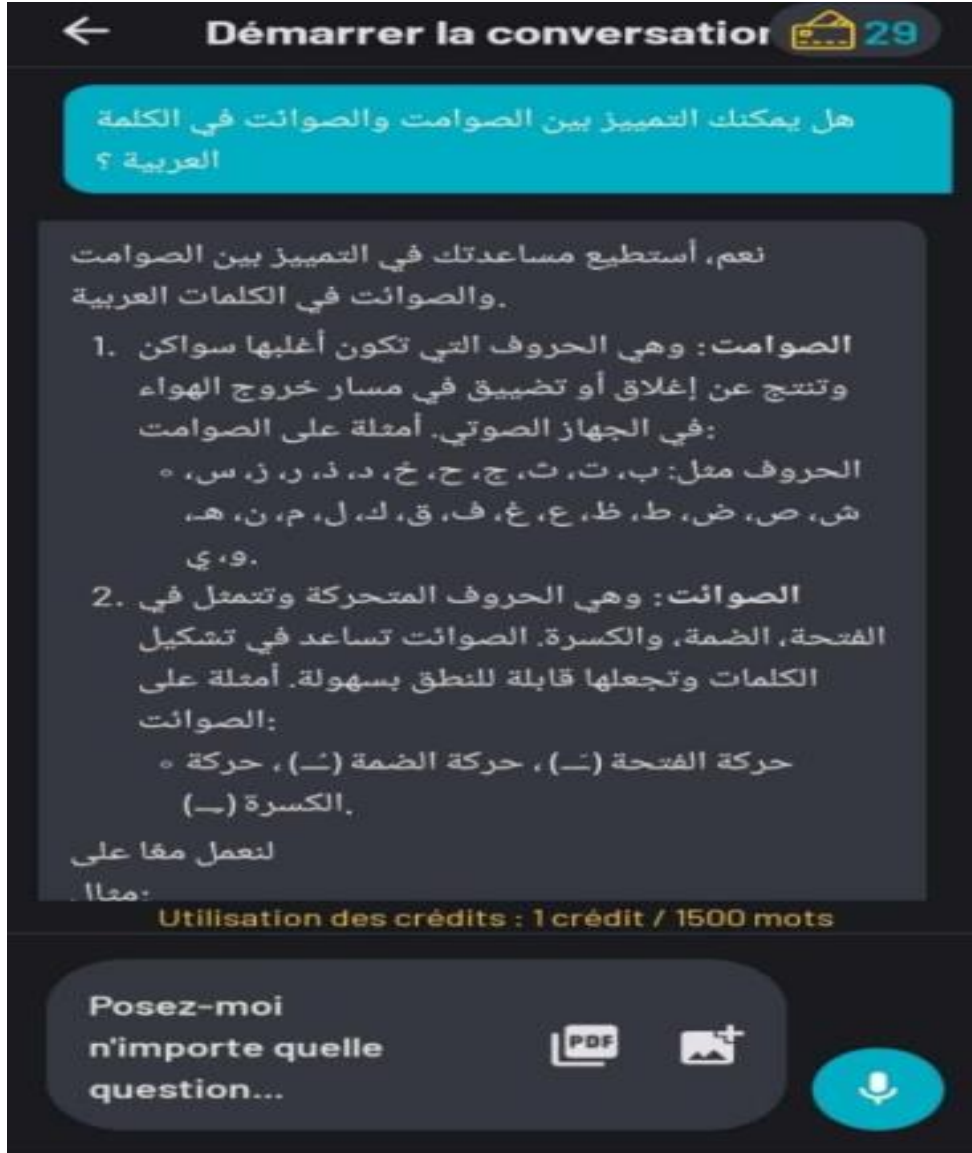 Démarrer la conversation
29
هل يمكنك التمييز بين الصوامت والصوائت في الكلمة
العربية ؟
نعم، أستطيع مساعدتك في التمييز بين الصوامت
والصوائت في الكلمات العربية.
1. الصوامت: وهي الحروف التي تكون أغلبها سواكن
وتنتج عن إغلاق أو تضييق في مسار خروج الهواء
في الجهاز الصوتي. أمثلة على الصوامت:
◦ الحروف مثل: ب، ت، ث، ج، ح، خ، د، ذ، ر، ز، س،
ش، ص، ض، ط، ظ، ع، غ، ف، ق، ك، ل، م، ن، هـ،
و، ي.
2. الصوائت: وهي الحروف المتحركة وتتمثل في
الفتحة، الضمة، والكسرة. الصوائت تساعد في تشكيل
الكلمات وتجعلها قابلة للنطق بسهولة. أمثلة على
الصوائت:
◦ حركة الفتحة (ـَ)، حركة الضمة (ـُ)، حركة
الكسرة (ـِ).
لنعمل معًا على
مثال:
Utilisation des crédits : 1 crédit / 1500 mots
Posez-moi
n'importe quelle
question...
PDF